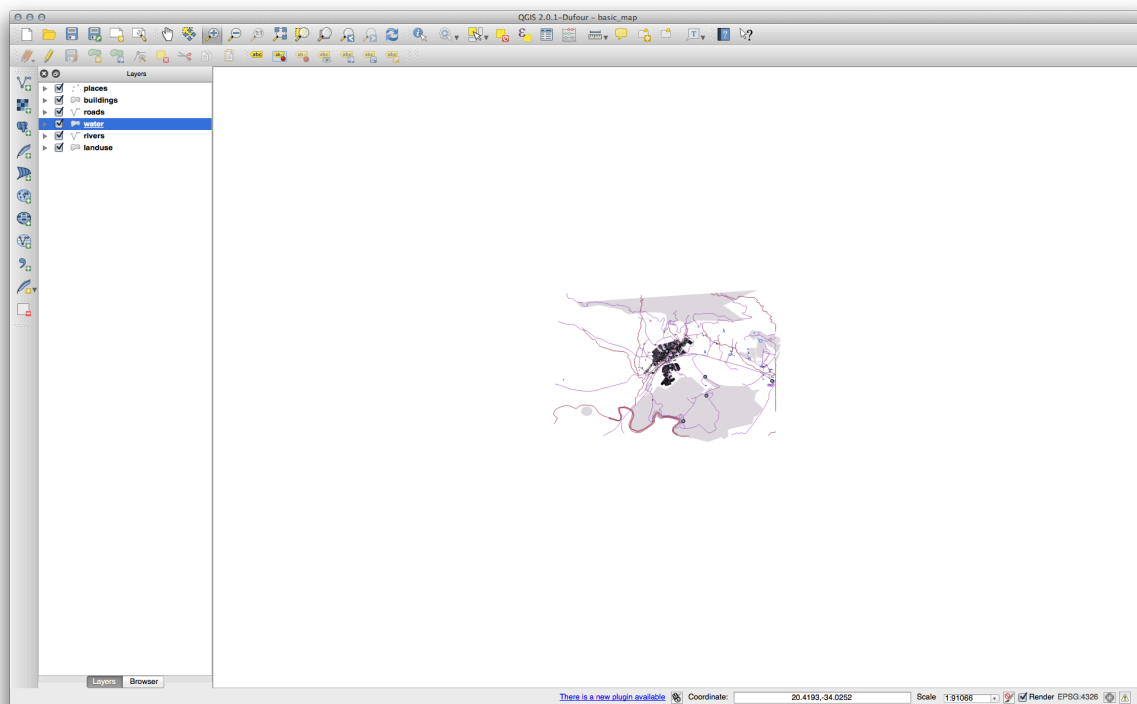 QGIS 2.0.1-Dufour - basic_map
Layers
places
buildings
roads
water
rivers
landuse
Layers Browser
There is a new plugin available Coordinate: 20.4193,-34.0252 Scale 1:91066 Render EPSG:4326